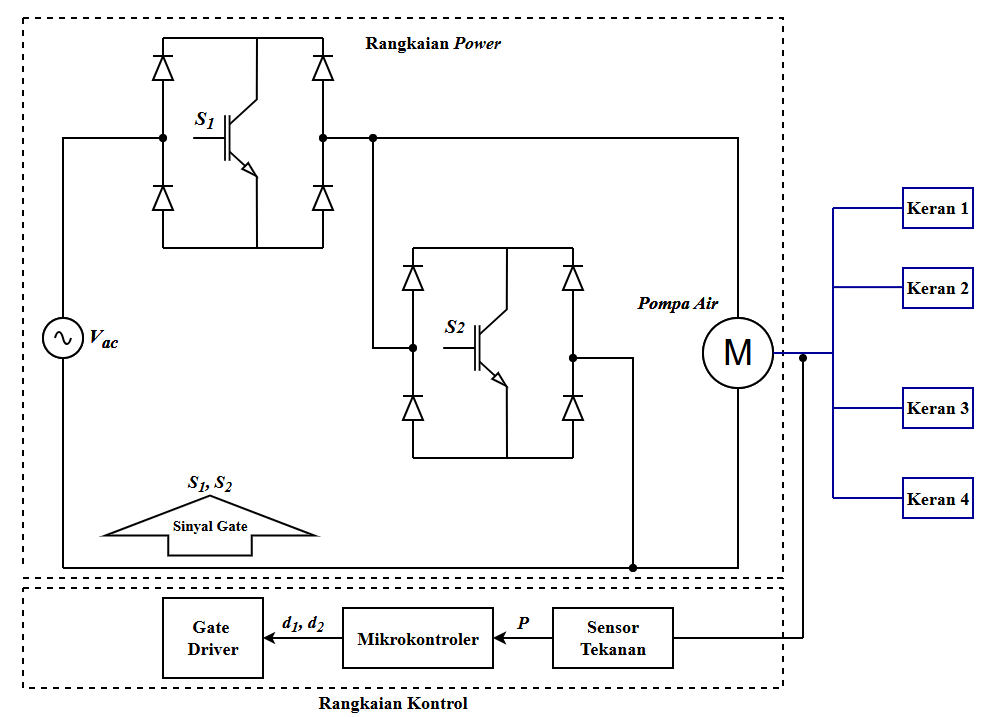 Rangkaian Power
S1
Keran 1
Keran 2
Pompa Air
S2
Vac
M
Keran 3
S1, S2
Keran 4
Sinyal Gate
Gate
Driver
d1, d2
Mikrokontroler
P
Sensor
Tekanan
Rangkaian Kontrol